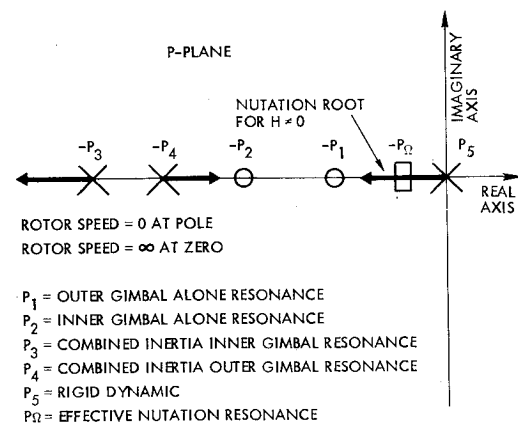 P-PLANE
IMAGINARY
AXIS
NUTATION ROOT
FOR H ≠ 0
-P3
-P4
-P2
-P1
-PΩ
P5
REAL
AXIS
ROTOR SPEED = 0 AT POLE
ROTOR SPEED = ∞ AT ZERO
P1 = OUTER GIMBAL ALONE RESONANCE
P2 = INNER GIMBAL ALONE RESONANCE
P3 = COMBINED INERTIA INNER GIMBAL RESONANCE
P4 = COMBINED INERTIA OUTER GIMBAL RESONANCE
P5 = RIGID DYNAMIC
PΩ = EFFECTIVE NUTATION RESONANCE